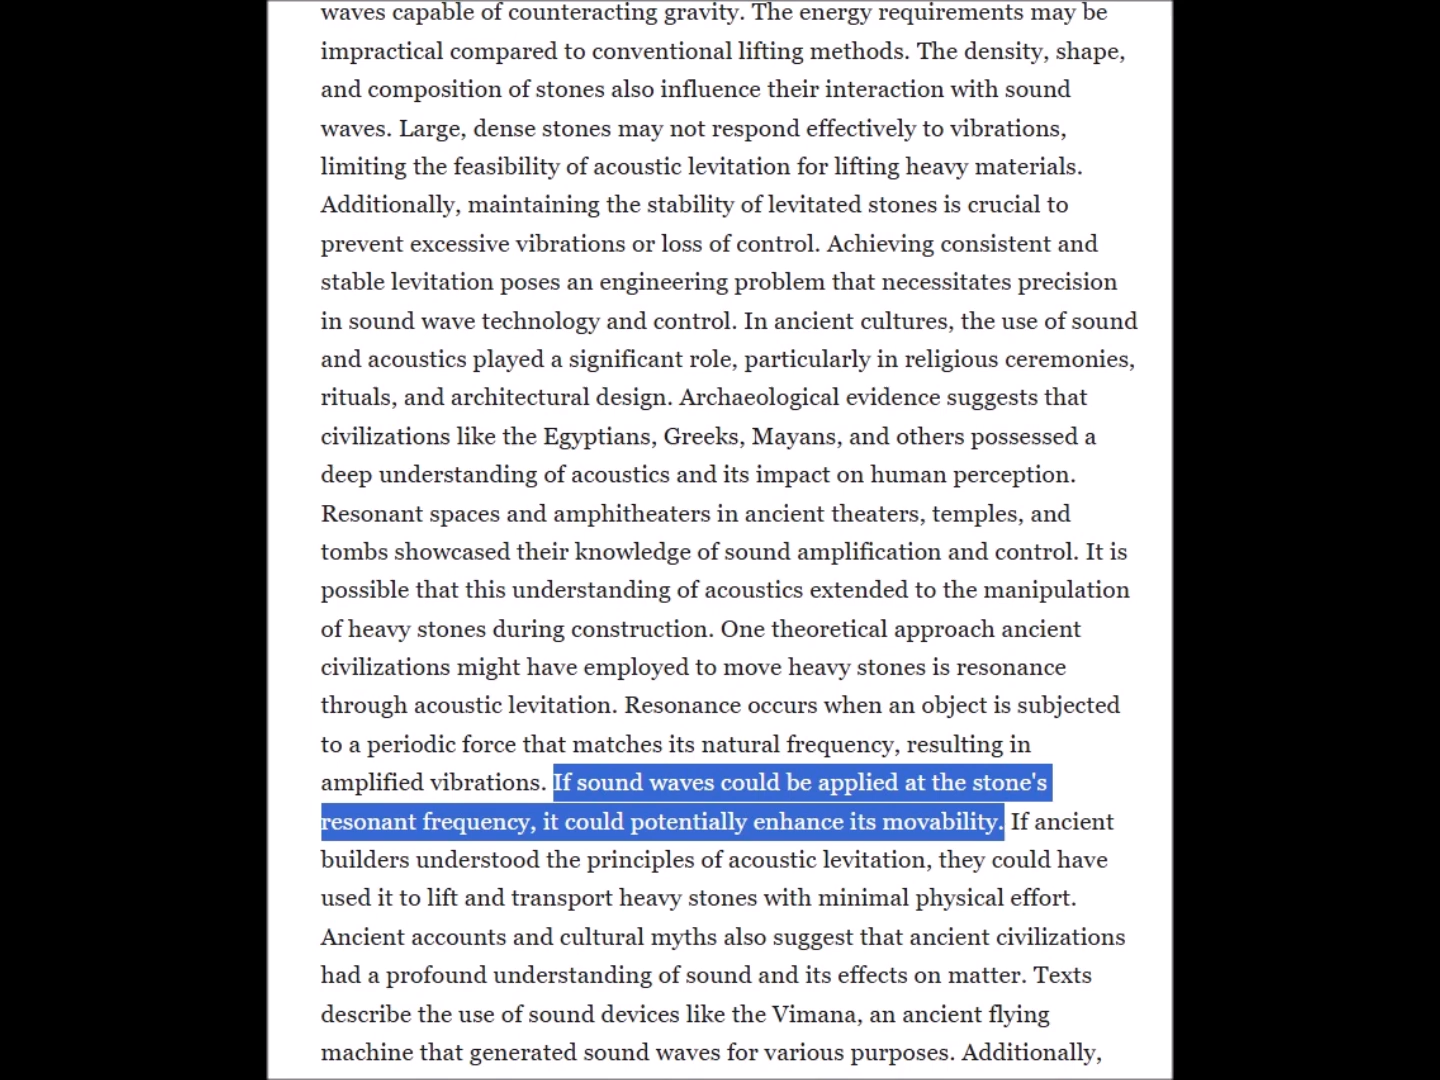 waves capable of counteracting gravity. The energy requirements may be
impractical compared to conventional lifting methods. The density, shape,
and composition of stones also influence their interaction with sound
waves. Large, dense stones may not respond effectively to vibrations,
limiting the feasibility of acoustic levitation for lifting heavy materials.
Additionally, maintaining the stability of levitated stones is crucial to
prevent excessive vibrations or loss of control. Achieving consistent and
stable levitation poses an engineering problem that necessitates precision
in sound wave technology and control. In ancient cultures, the use of sound
and acoustics played a significant role, particularly in religious ceremonies,
rituals, and architectural design. Archaeological evidence suggests that
civilizations like the Egyptians, Greeks, Mayans, and others possessed a
deep understanding of acoustics and its impact on human perception.
Resonant spaces and amphitheaters in ancient theaters, temples, and
tombs showcased their knowledge of sound amplification and control. It is
possible that this understanding of acoustics extended to the manipulation
of heavy stones during construction. One theoretical approach ancient
civilizations might have employed to move heavy stones is resonance
through acoustic levitation. Resonance occurs when an object is subjected
to a periodic force that matches its natural frequency, resulting in
amplified vibrations. If sound waves could be applied at the stone's
resonant frequency, it could potentially enhance its movability. If ancient
builders understood the principles of acoustic levitation, they could have
used it to lift and transport heavy stones with minimal physical effort.
Ancient accounts and cultural myths also suggest that ancient civilizations
had a profound understanding of sound and its effects on matter. Texts
describe the use of sound devices like the Vimana, an ancient flying
machine that generated sound waves for various purposes. Additionally,